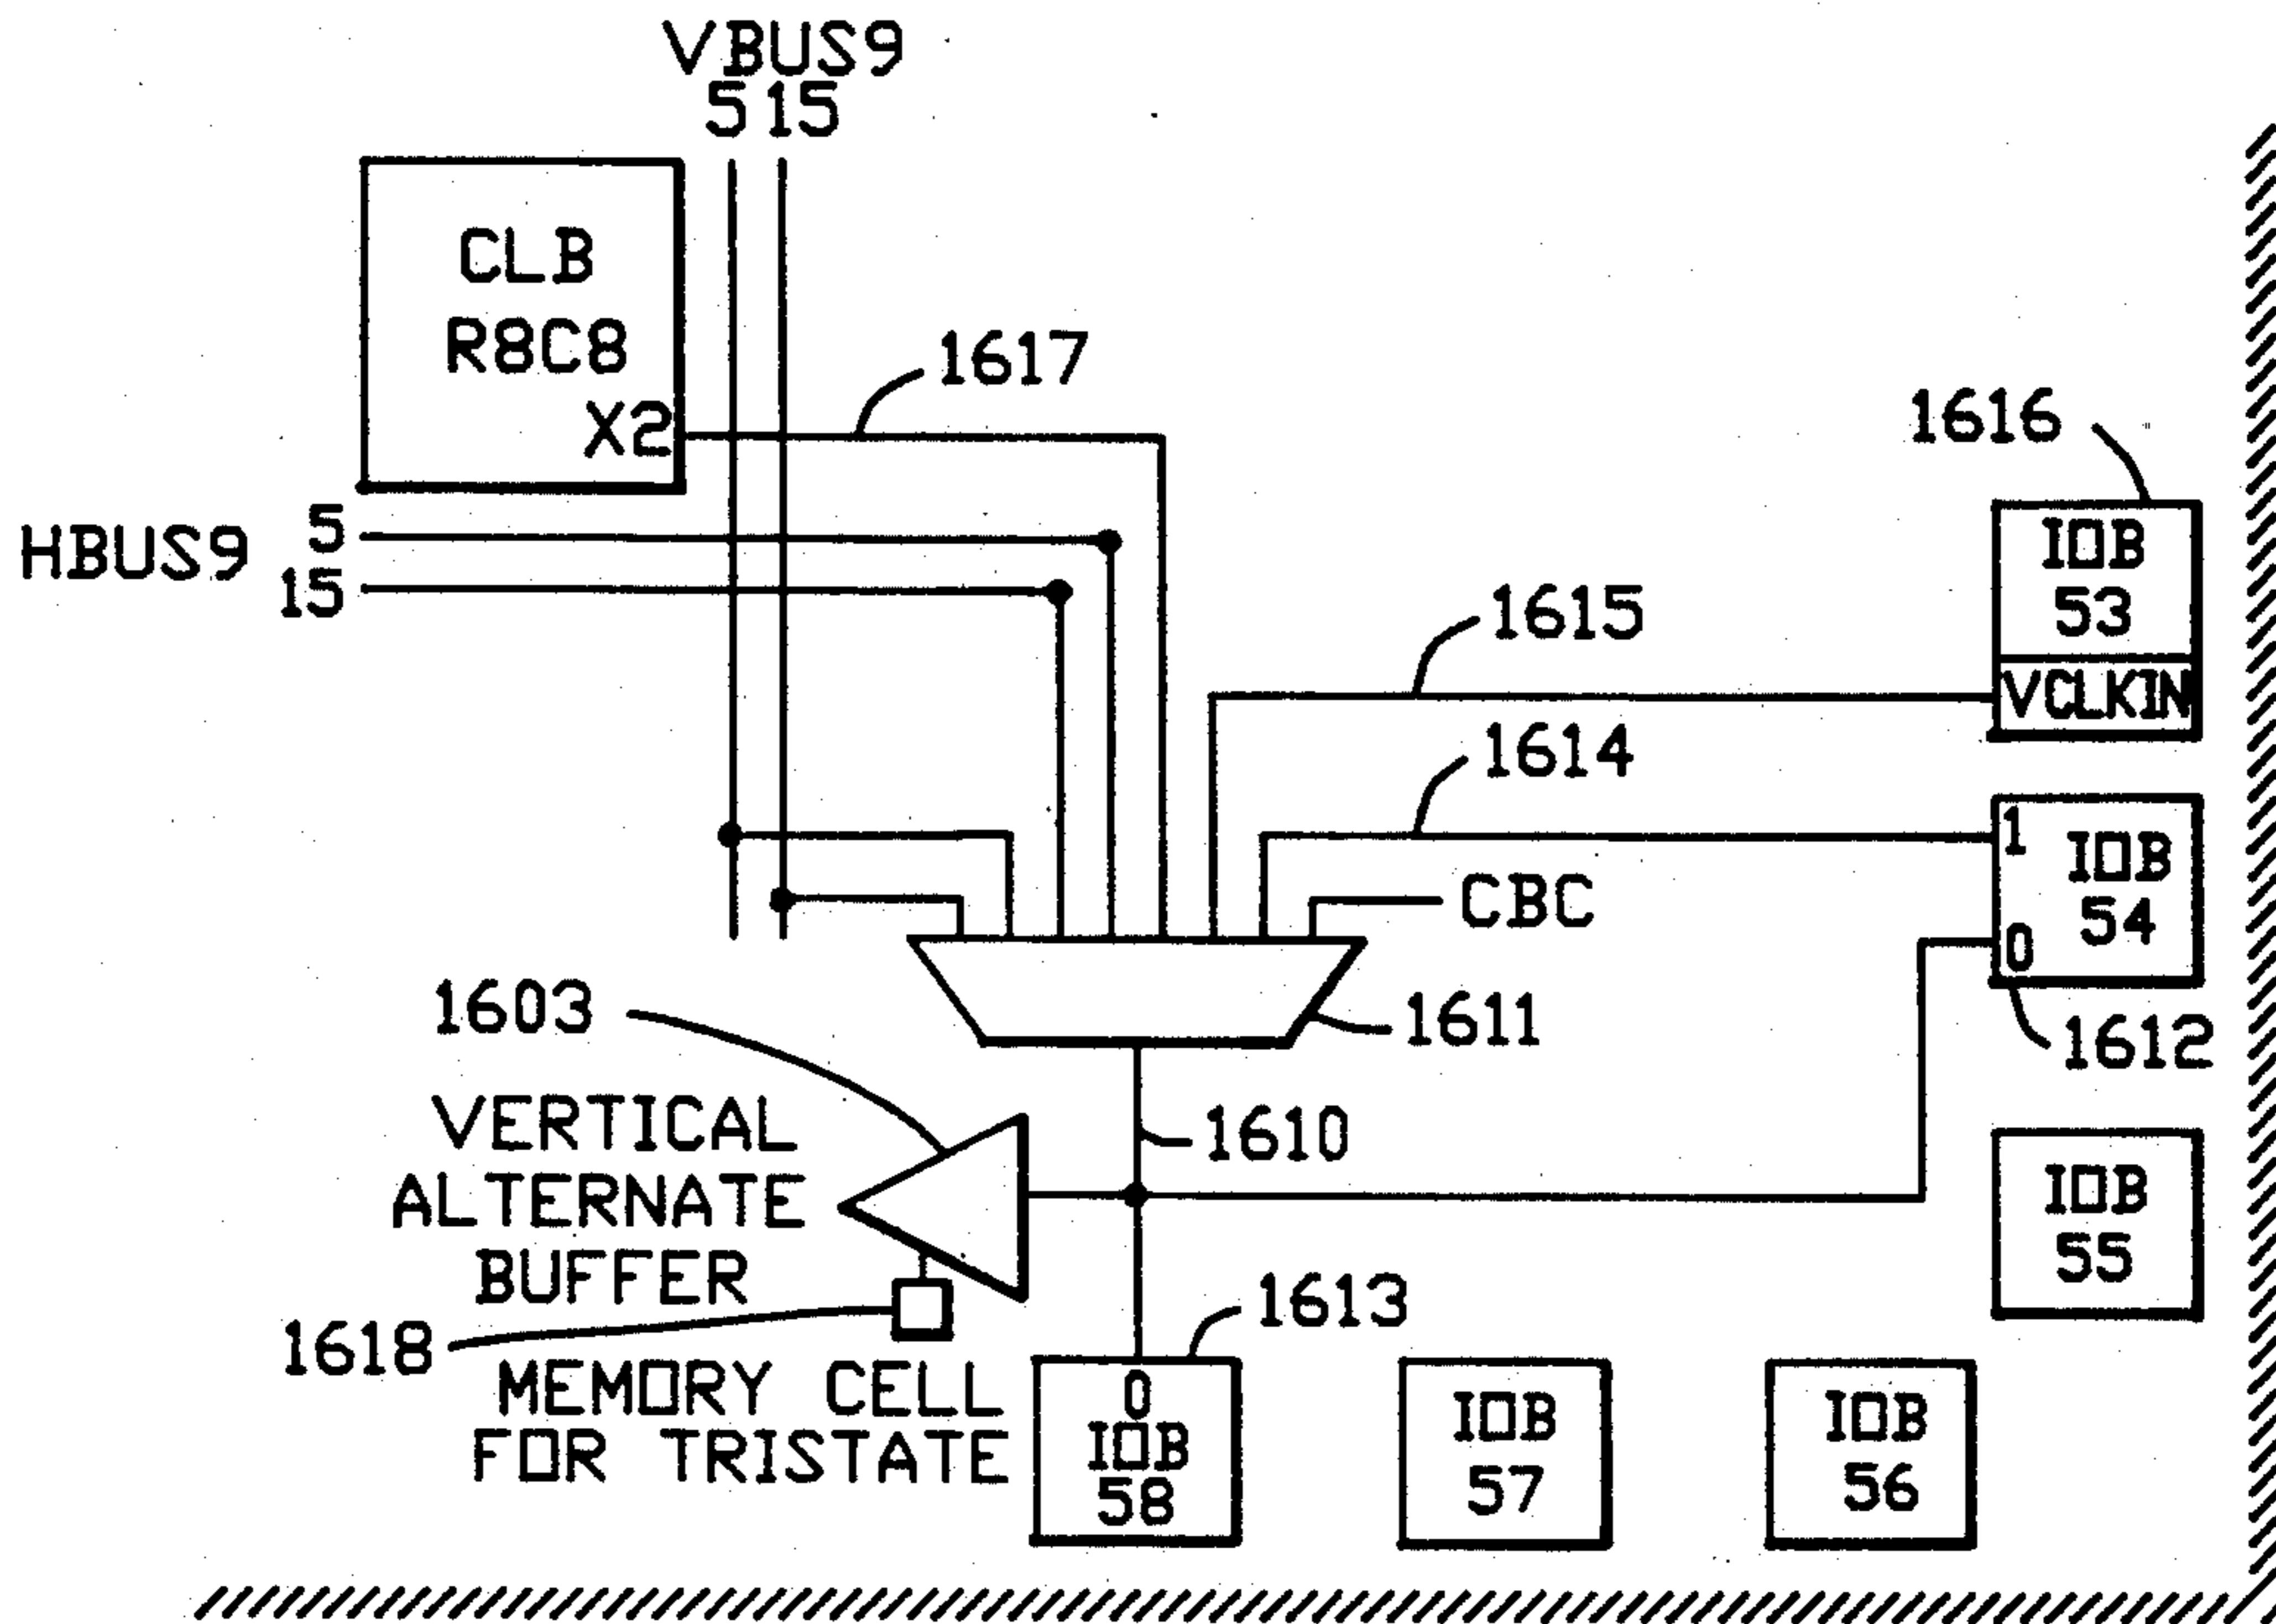 VBUS9
5 15
CLB
R8C8
X2
1617
1616
HBUS9
5
15
IOB
53
VCLKIN
1615
1614
1
IOB
54
0
CBC
1603
1611
1612
VERTICAL
ALTERNATE
BUFFER
1610
IOB
55
1613
1618
MEMORY CELL
FOR TRISTATE
0
IOB
58
IOB
57
IOB
56